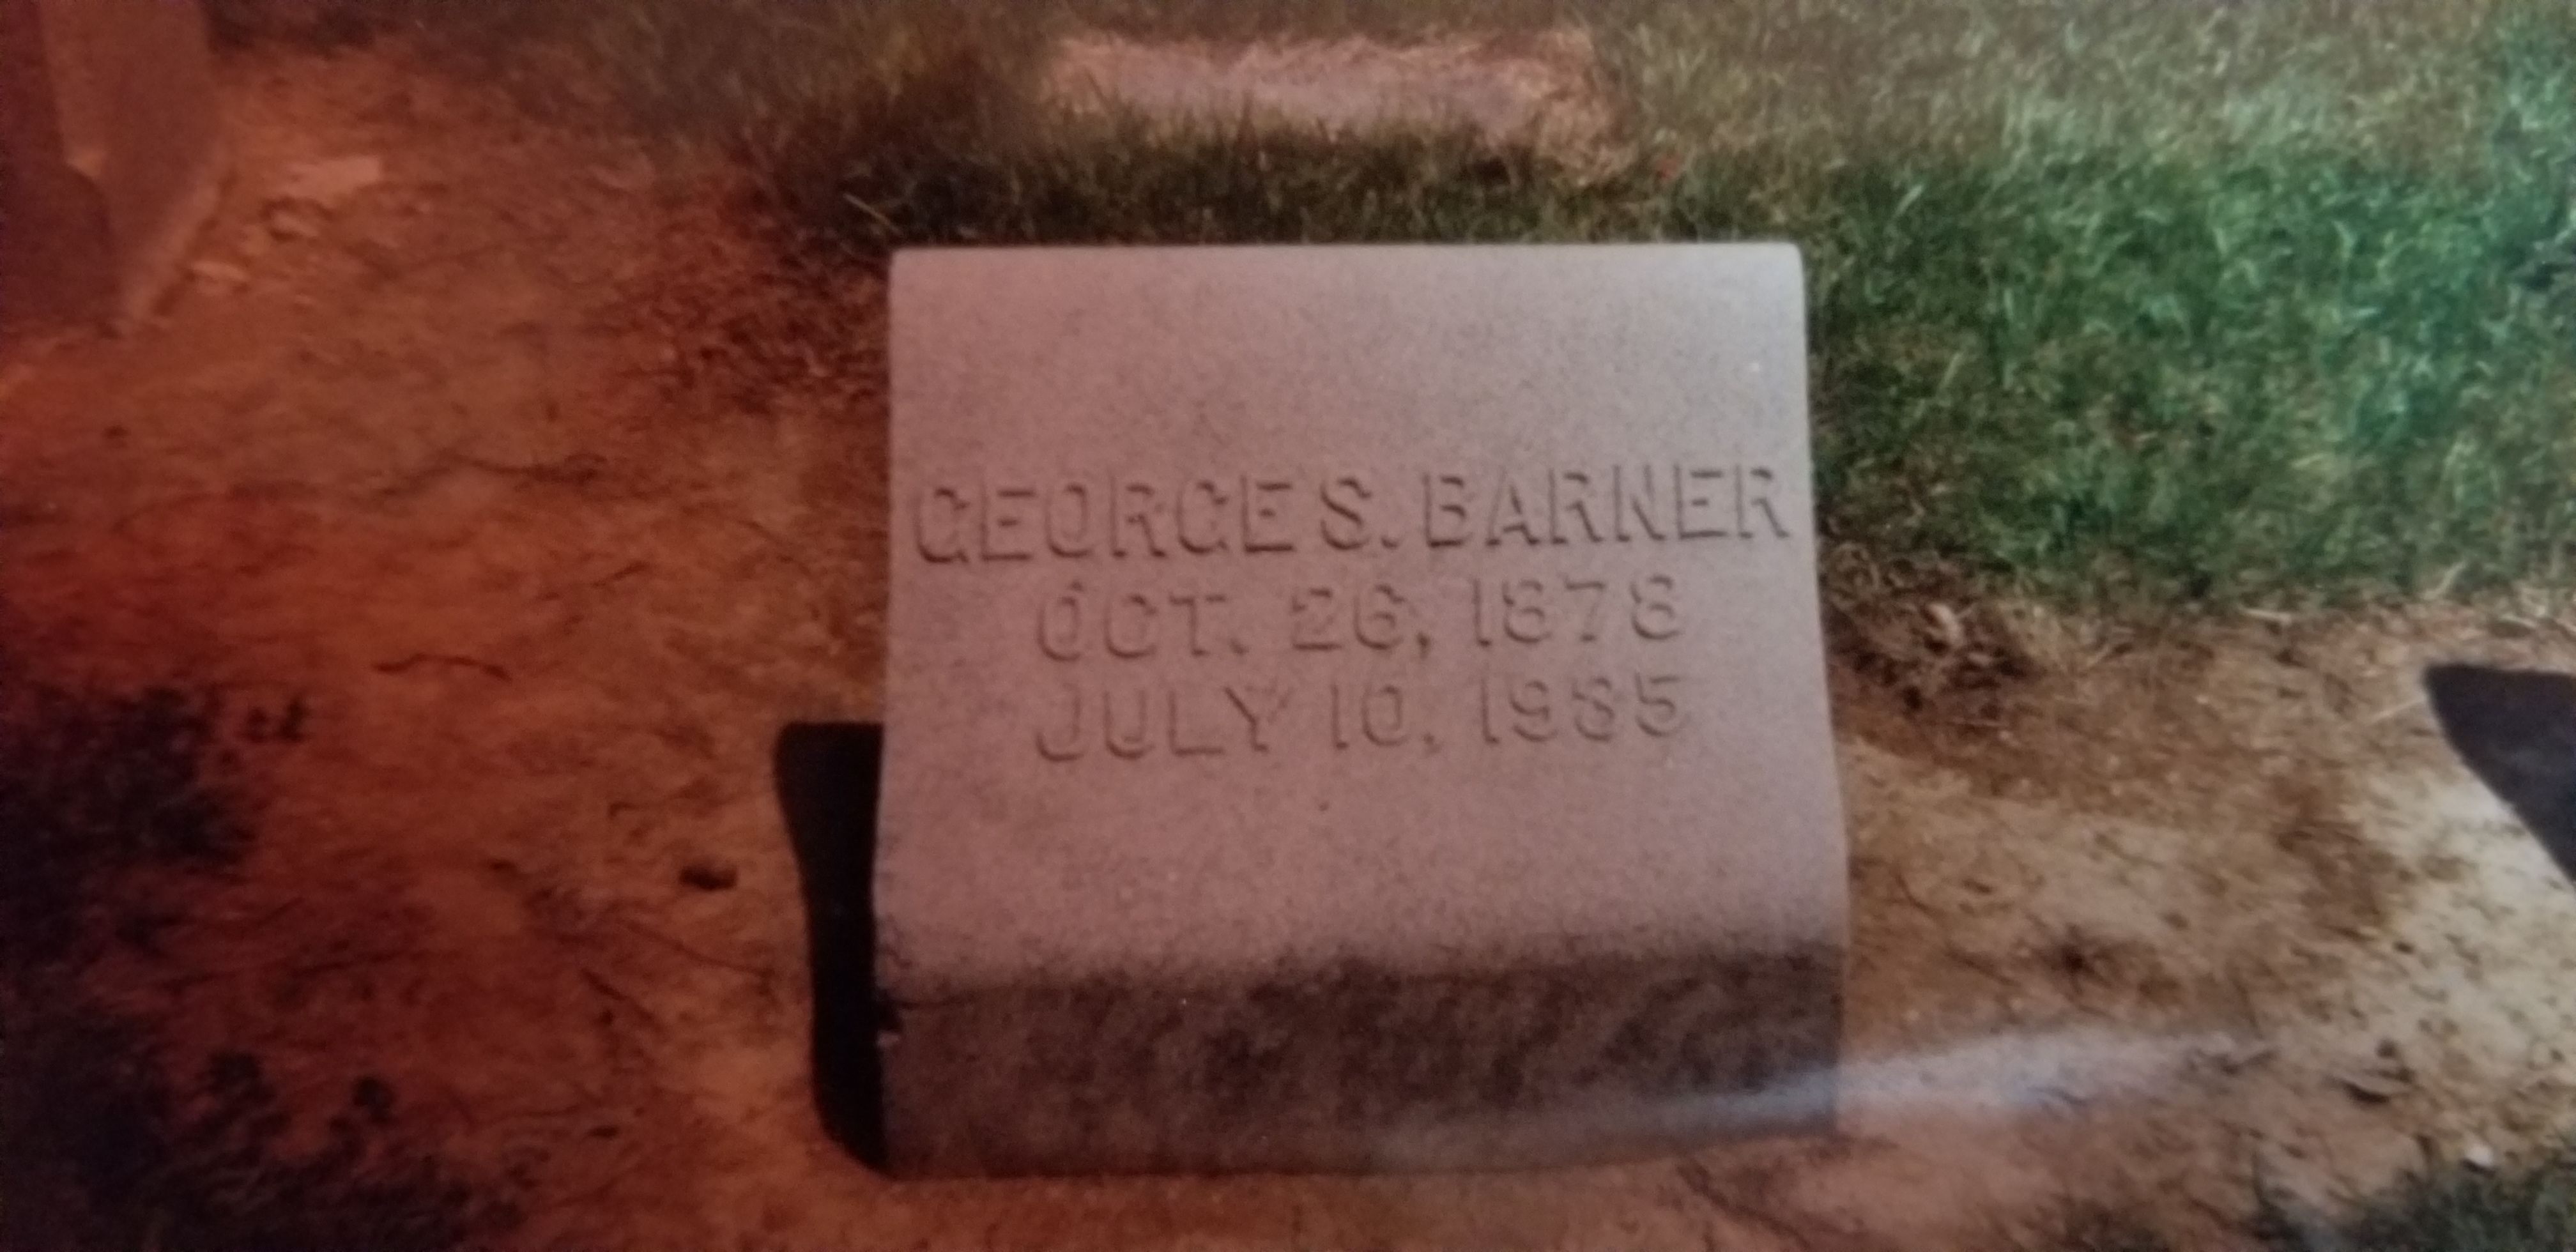 GEORGE S. BARNER
OCT. 26, 1878
JULY 10, 1935